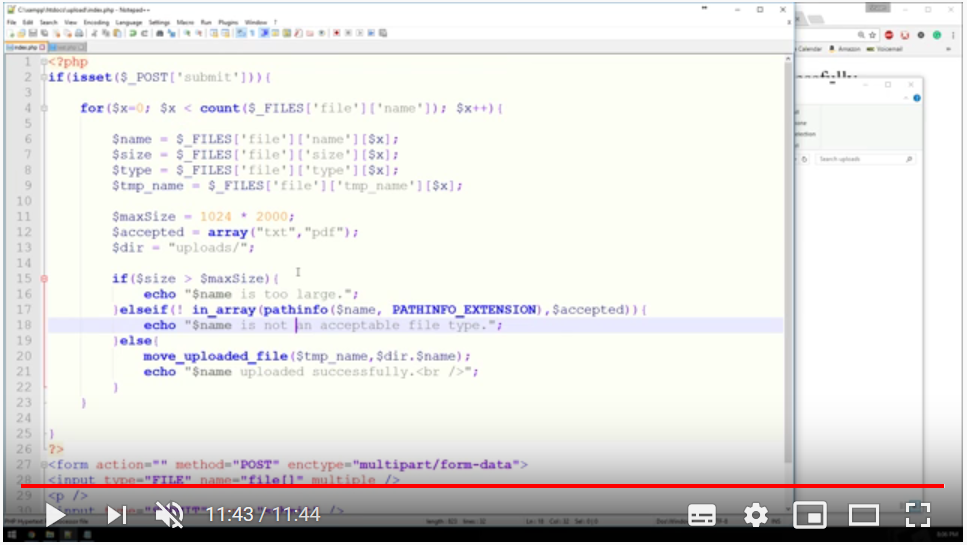 C:\xampp\htdocs\upload\index.php - Notepad++
File Edit Search View Encoding Language Settings Macro Run Plugins Window ?
index.php
Calendar Amazon Voicemail
1 <?php
2 if(isset($_POST['submit'])){
3
4 for($x=0; $x < count($_FILES['file']['name']); $x++){
5
6 $name = $_FILES['file']['name'][$x];
7 $size = $_FILES['file']['size'][$x];
8 $type = $_FILES['file']['type'][$x];
9 $tmp_name = $_FILES['file']['tmp_name'][$x];
10
11 $maxSize = 1024 * 2000;
12 $accepted = array("txt","pdf");
13 $dir = "uploads/";
14
15 if($size > $maxSize){
16 echo "$name is too large.";
17 }elseif(! in_array(pathinfo($name, PATHINFO_EXTENSION),$accepted)){
18 echo "$name is not an acceptable file type.";
19 }else{
20 move_uploaded_file($tmp_name,$dir.$name);
21 echo "$name uploaded successfully.<br />";
22 }
23 }
24
25 }
26 ?>
27 <form action="" method="POST" enctype="multipart/form-data">
28 <input type="FILE" name="file[]" multiple />
29 <p />
30
Search uploads
11:43 / 11:44